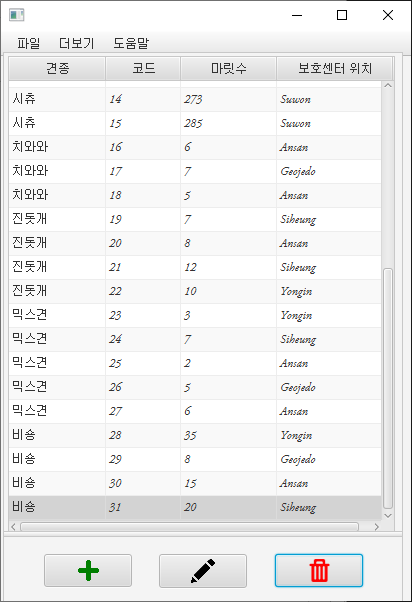 파일 더보기 도움말
견종 코드 마릿수 보호센터 위치
시츄 14 273 Suwon
시츄 15 285 Suwon
치와와 16 6 Ansan
치와와 17 7 Geojedo
치와와 18 5 Ansan
진돗개 19 7 Siheung
진돗개 20 8 Ansan
진돗개 21 12 Siheung
진돗개 22 10 Yongin
믹스견 23 3 Yongin
믹스견 24 7 Siheung
믹스견 25 2 Ansan
믹스견 26 5 Geojedo
믹스견 27 6 Ansan
비숑 28 35 Yongin
비숑 29 8 Geojedo
비숑 30 15 Ansan
비숑 31 20 Siheung